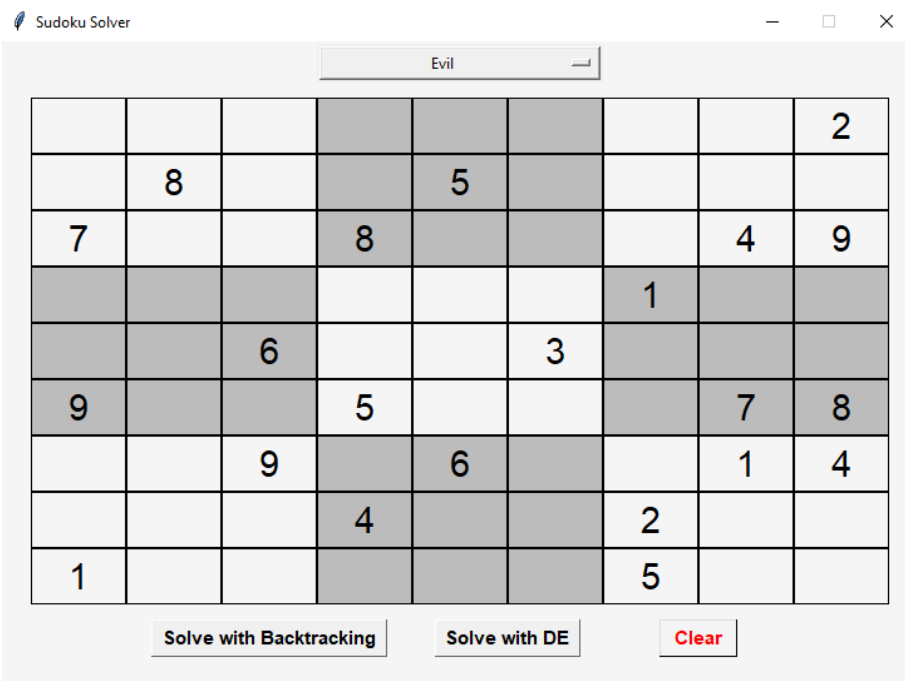 Sudoku Solver
Evil
2
8 5
7 8 4 9
1
6 3
9 5 7 8
9 6 1 4
4 2
1 5
Solve with Backtracking Solve with DE Clear